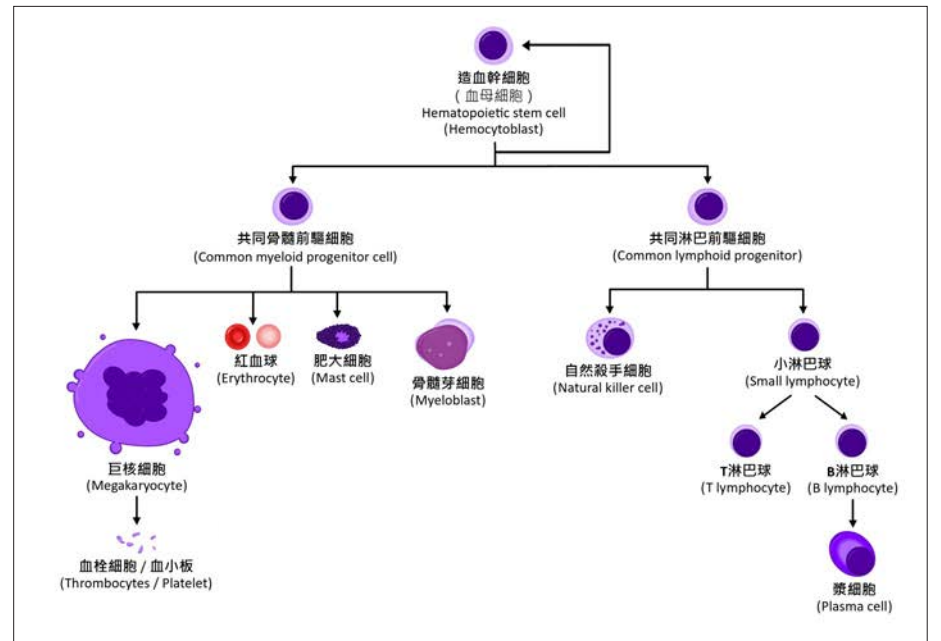 造血幹細胞
(血母細胞)
Hematopoietic stem cell
(Hemocytoblast)
共同骨髓前驅細胞
(Common myeloid progenitor cell)
共同淋巴前驅細胞
(Common lymphoid progenitor)
巨核細胞
(Megakaryocyte)
紅血球
(Erythrocyte)
肥大細胞
(Mast cell)
骨髓芽細胞
(Myeloblast)
自然殺手細胞
(Natural killer cell)
小淋巴球
(Small lymphocyte)
T淋巴球
(T lymphocyte)
B淋巴球
(B lymphocyte)
血栓細胞 / 血小板
(Thrombocytes / Platelet)
漿細胞
(Plasma cell)